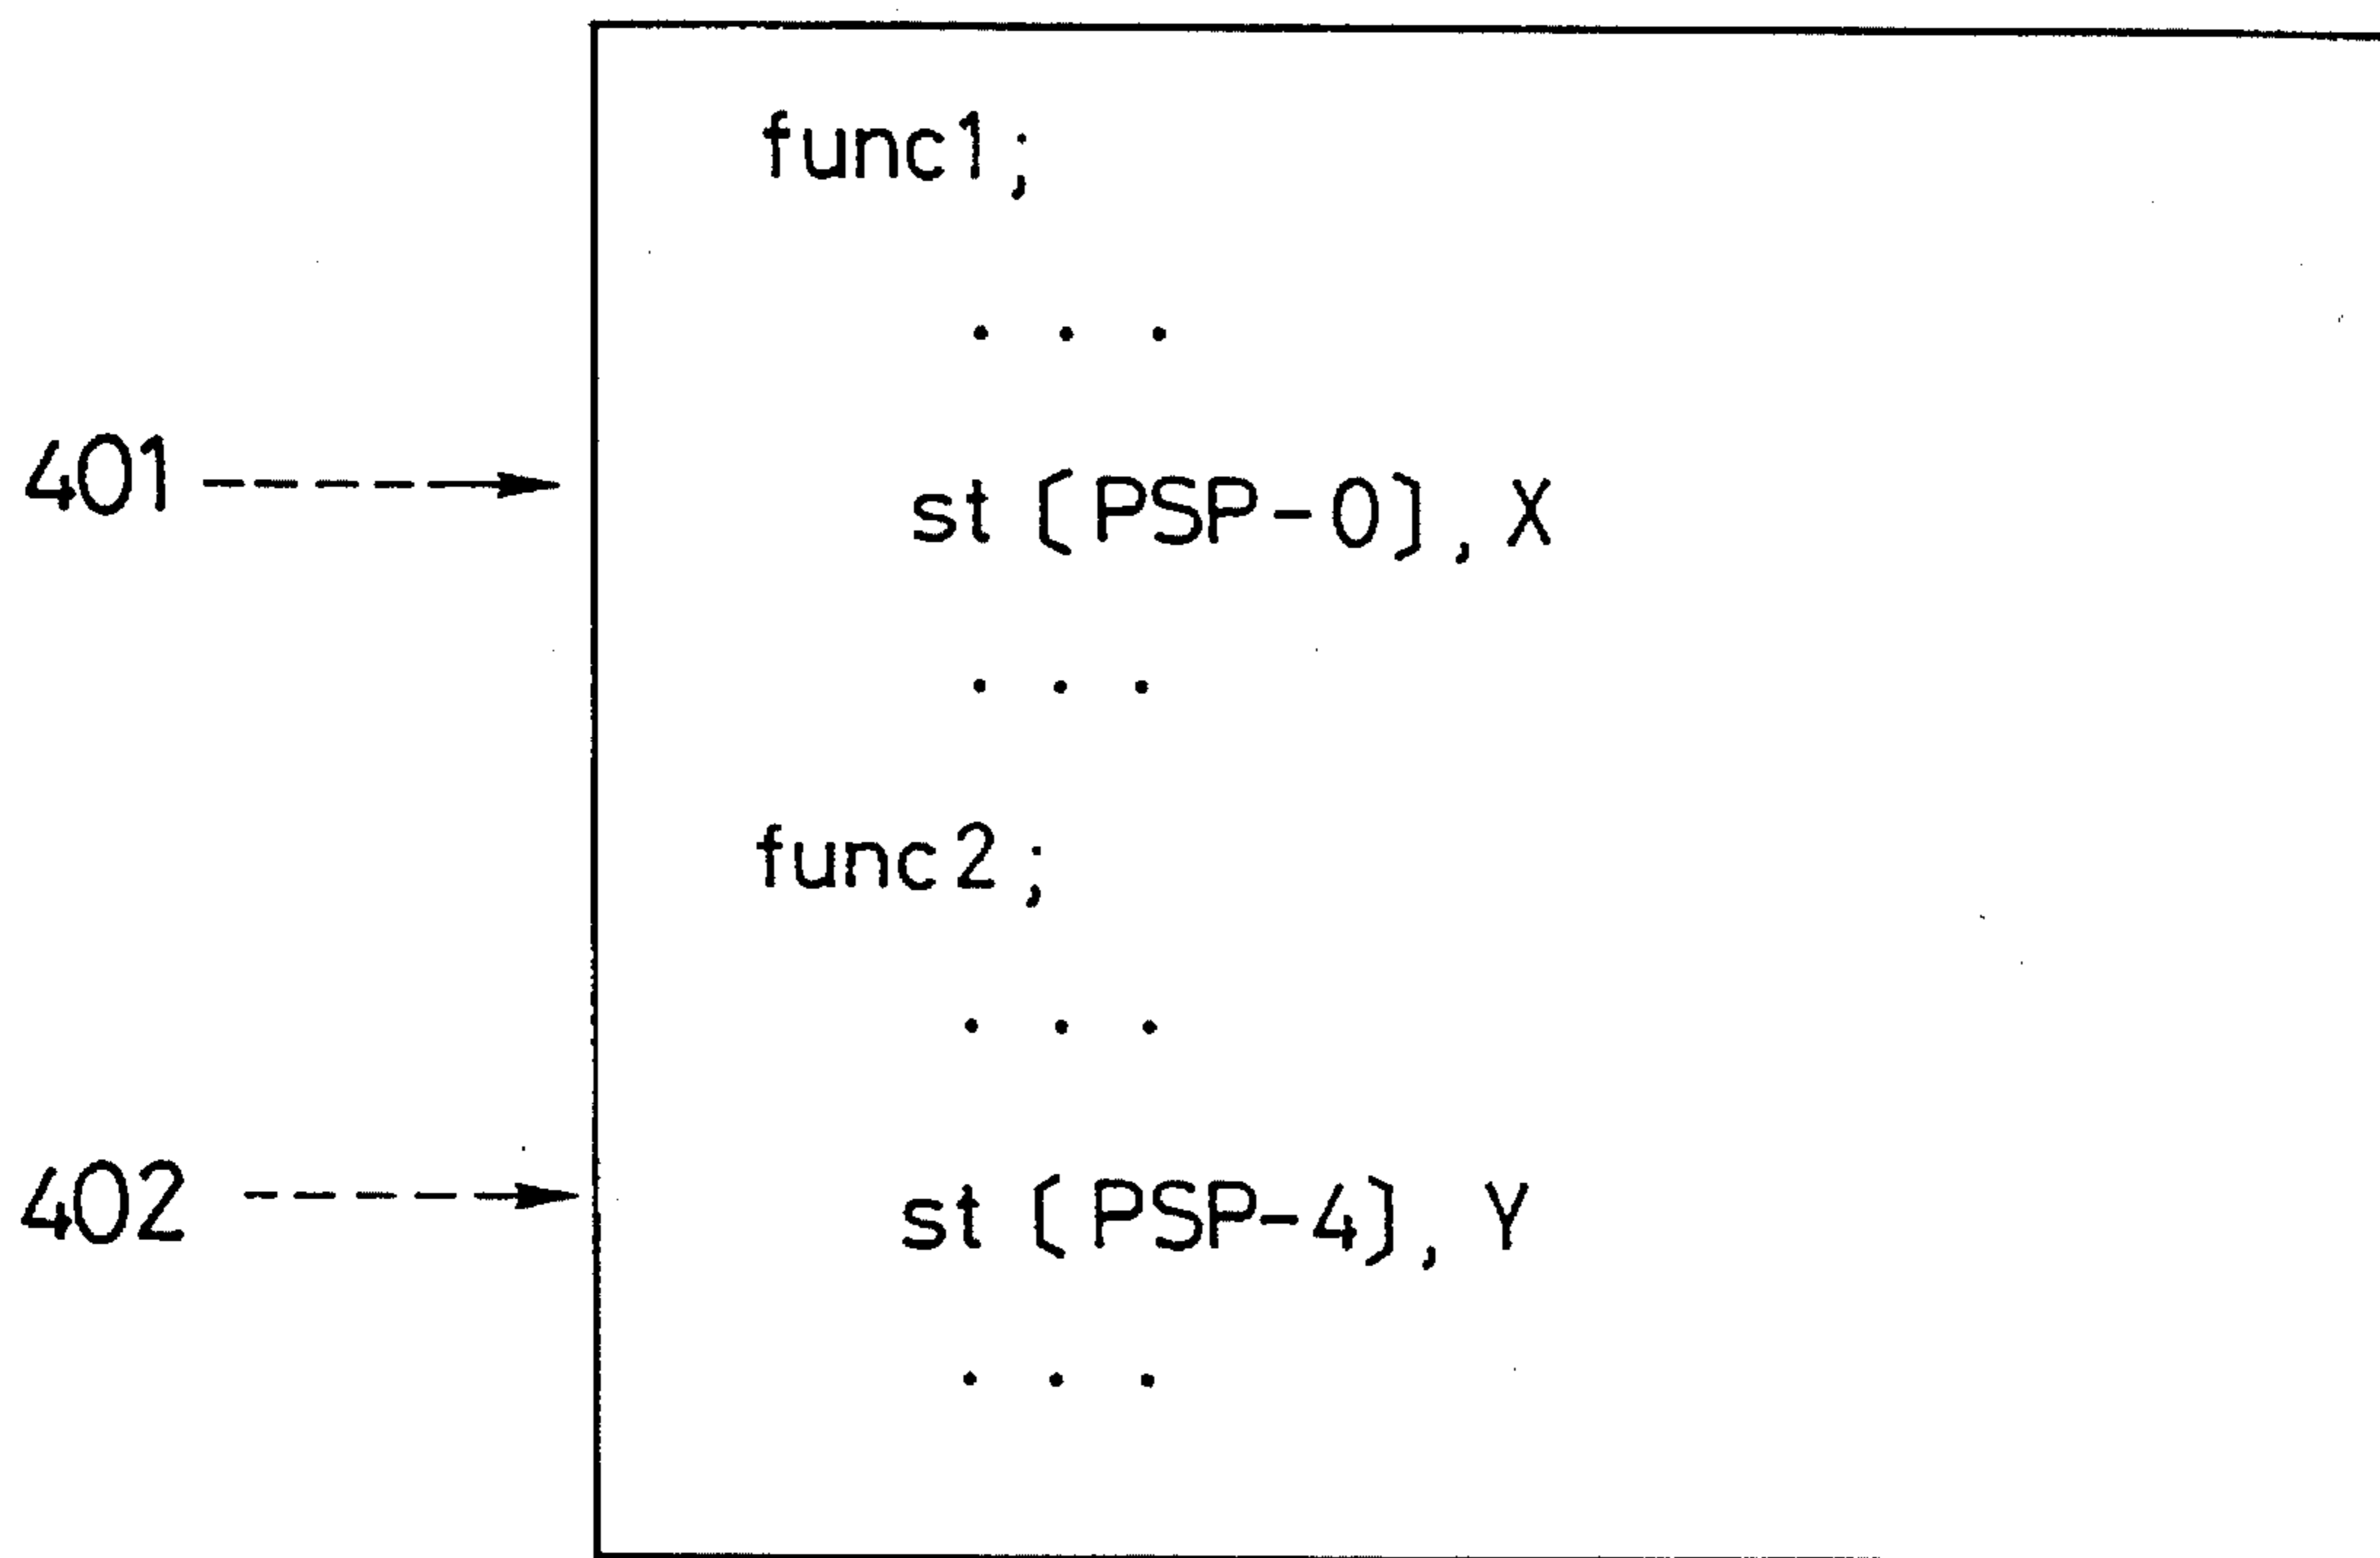 func1;
. . .
401 st [PSP-0], X
. . .
func2;
. . .
402 st [PSP-4], Y
. . .